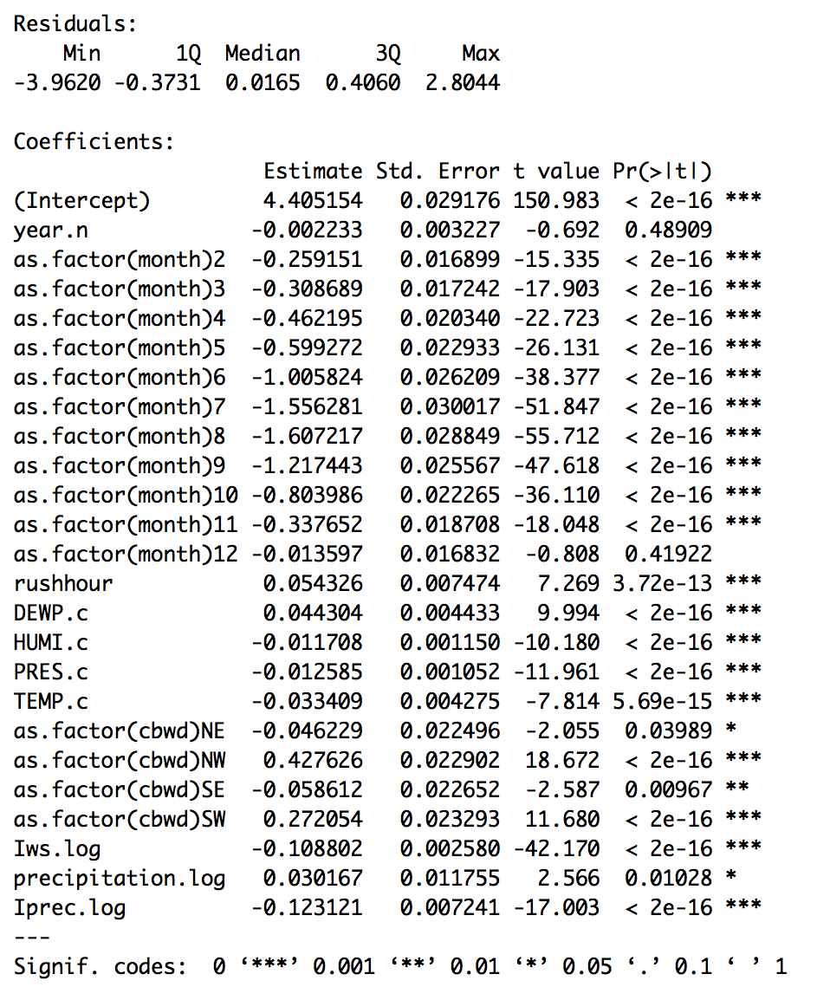 Residuals:
    Min      1Q  Median      3Q     Max
-3.9620 -0.3731  0.0165  0.4060  2.8044
Coefficients:
                    Estimate Std. Error t value Pr(>|t|)
(Intercept)         4.405154   0.029176 150.983  < 2e-16 ***
year.n             -0.002233   0.003227  -0.692  0.48909
as.factor(month)2  -0.259151   0.016899 -15.335  < 2e-16 ***
as.factor(month)3  -0.308689   0.017242 -17.903  < 2e-16 ***
as.factor(month)4  -0.462195   0.020340 -22.723  < 2e-16 ***
as.factor(month)5  -0.599272   0.022933 -26.131  < 2e-16 ***
as.factor(month)6  -1.005824   0.026209 -38.377  < 2e-16 ***
as.factor(month)7  -1.556281   0.030017 -51.847  < 2e-16 ***
as.factor(month)8  -1.607217   0.028849 -55.712  < 2e-16 ***
as.factor(month)9  -1.217443   0.025567 -47.618  < 2e-16 ***
as.factor(month)10 -0.803986   0.022265 -36.110  < 2e-16 ***
as.factor(month)11 -0.337652   0.018708 -18.048  < 2e-16 ***
as.factor(month)12 -0.013597   0.016832  -0.808  0.41922
rushhour            0.054326   0.007474   7.269 3.72e-13 ***
DEWP.c              0.044304   0.004433   9.994  < 2e-16 ***
HUMI.c             -0.011708   0.001150 -10.180  < 2e-16 ***
PRES.c             -0.012585   0.001052 -11.961  < 2e-16 ***
TEMP.c             -0.033409   0.004275  -7.814 5.69e-15 ***
as.factor(cbwd)NE  -0.046229   0.022496  -2.055  0.03989 *
as.factor(cbwd)NW   0.427626   0.022902  18.672  < 2e-16 ***
as.factor(cbwd)SE  -0.058612   0.022652  -2.587  0.00967 **
as.factor(cbwd)SW   0.272054   0.023293  11.680  < 2e-16 ***
Iws.log            -0.108802   0.002580 -42.170  < 2e-16 ***
precipitation.log   0.030167   0.011755   2.566  0.01028 *
Iprec.log          -0.123121   0.007241 -17.003  < 2e-16 ***
---
Signif. codes:  0 ‘***’ 0.001 ‘**’ 0.01 ‘*’ 0.05 ‘.’ 0.1 ‘ ’ 1